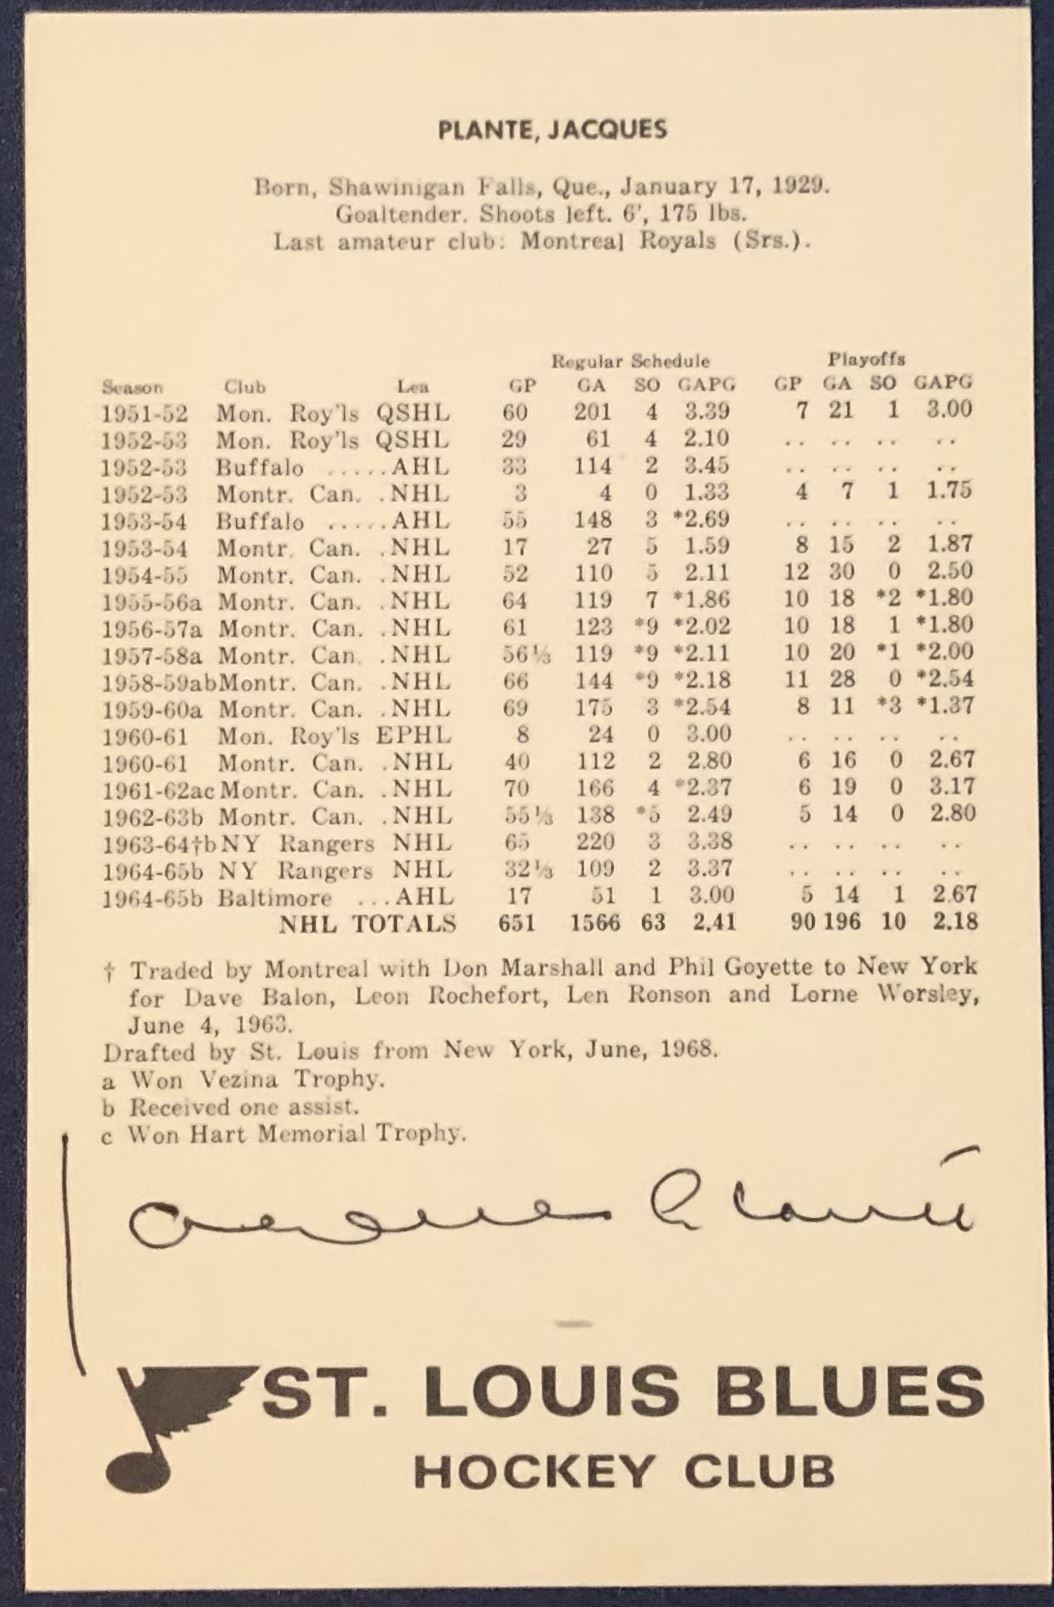 PLANTE, JACQUES
Born, Shawinigan Falls, Que., January 17, 1929.
Goaltender. Shoots left. 6', 175 lbs.
Last amateur club: Montreal Royals (Srs.).
Regular Schedule Playoffs
Season Club Lea GP GA SO GAPG GP GA SO GAPG
1951-52 Mon. Roy'ls QSHL 60 201 4 3.39 7 21 1 3.00
1952-53 Mon. Roy'ls QSHL 29 61 4 2.10 .. .. .. ..
1952-53 Buffalo .....AHL 33 114 2 3.45 .. .. .. ..
1952-53 Montr. Can. .NHL 3 4 0 1.33 4 7 1 1.75
1953-54 Buffalo .....AHL 55 148 3 *2.69 .. .. .. ..
1953-54 Montr. Can. .NHL 17 27 5 1.59 8 15 2 1.87
1954-55 Montr. Can. .NHL 52 110 5 2.11 12 30 0 2.50
1955-56a Montr. Can. .NHL 64 119 7 *1.86 10 18 *2 *1.80
1956-57a Montr. Can. .NHL 61 123 *9 *2.02 10 18 1 *1.80
1957-58a Montr. Can. .NHL 56⅓ 119 *9 *2.11 10 20 *1 *2.00
1958-59ab Montr. Can. .NHL 66 144 *9 *2.18 11 28 0 *2.54
1959-60a Montr. Can. .NHL 69 175 3 *2.54 8 11 *3 *1.37
1960-61 Mon. Roy'ls EPHL 8 24 0 3.00 .. .. .. ..
1960-61 Montr. Can. .NHL 40 112 2 2.80 6 16 0 2.67
1961-62ac Montr. Can. .NHL 70 166 4 *2.37 6 19 0 3.17
1962-63b Montr. Can. .NHL 55⅓ 138 *5 2.49 5 14 0 2.80
1963-64†b NY Rangers NHL 65 220 3 3.38 .. .. .. ..
1964-65b NY Rangers NHL 32⅓ 109 2 3.37 .. .. .. ..
1964-65b Baltimore ...AHL 17 51 1 3.00 5 14 1 2.67
NHL TOTALS 651 1566 63 2.41 90 196 10 2.18
† Traded by Montreal with Don Marshall and Phil Goyette to New York
for Dave Balon, Leon Rochefort, Len Ronson and Lorne Worsley,
June 4, 1963.
Drafted by St. Louis from New York, June, 1968.
a Won Vezina Trophy.
b Received one assist.
c Won Hart Memorial Trophy.
Jacques Plante
ST. LOUIS BLUES
HOCKEY CLUB